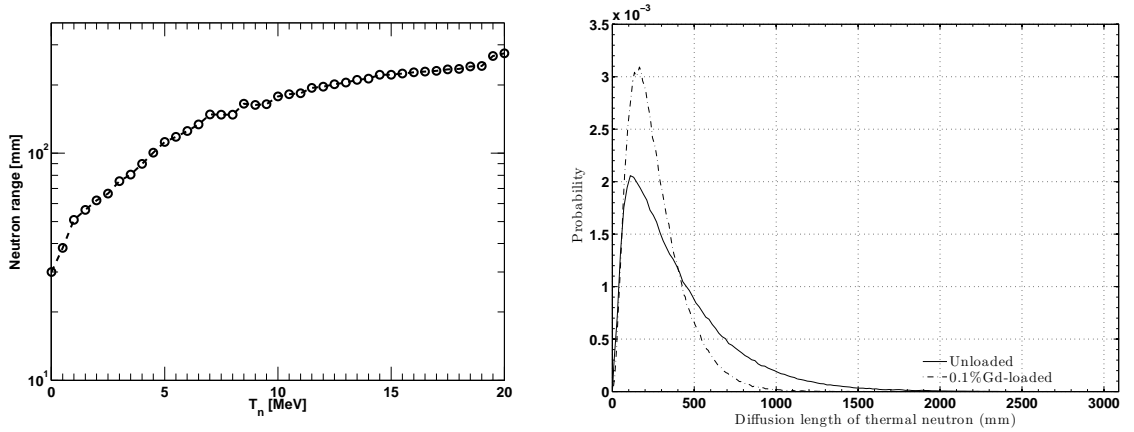 Neutron range [mm]
10²
10¹
0 5 10 15 20
Tₙ [MeV]
x 10⁻³
3.5
3
2.5
2
1.5
1
0.5
0
Probability
Unloaded
0.1%Gd-loaded
0 500 1000 1500 2000 2500 3000
Diffusion length of thermal neutron (mm)